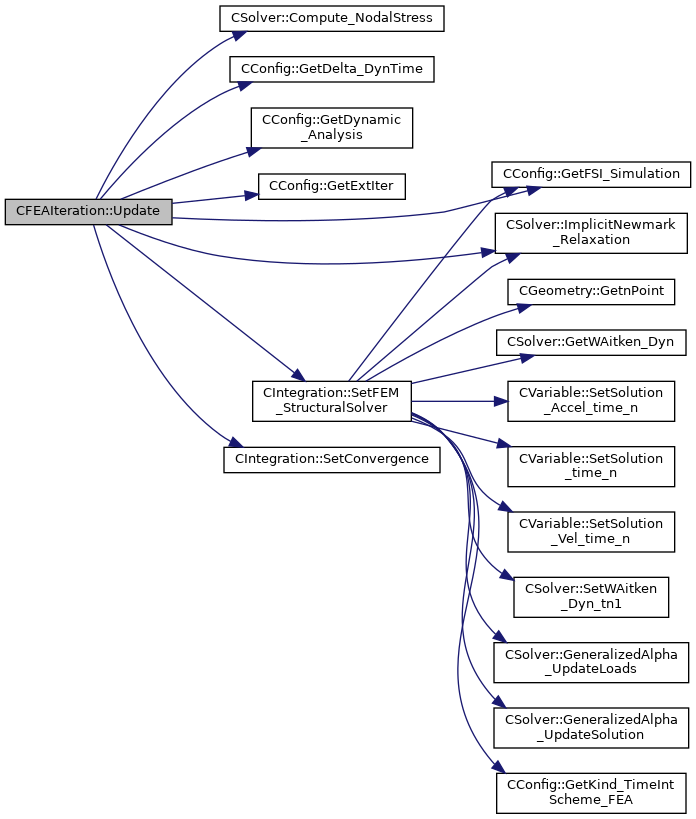 CFEAIteration::Update
CSolver::Compute_NodalStress
CConfig::GetDelta_DynTime
CConfig::GetDynamic
_Analysis
CConfig::GetExtIter
CIntegration::SetFEM
_StructuralSolver
CIntegration::SetConvergence
CConfig::GetFSI_Simulation
CSolver::ImplicitNewmark
_Relaxation
CGeometry::GetnPoint
CSolver::GetWAitken_Dyn
CVariable::SetSolution
_Accel_time_n
CVariable::SetSolution
_time_n
CVariable::SetSolution
_Vel_time_n
CSolver::SetWAitken
_Dyn_tn1
CSolver::GeneralizedAlpha
_UpdateLoads
CSolver::GeneralizedAlpha
_UpdateSolution
CConfig::GetKind_TimeInt
Scheme_FEA